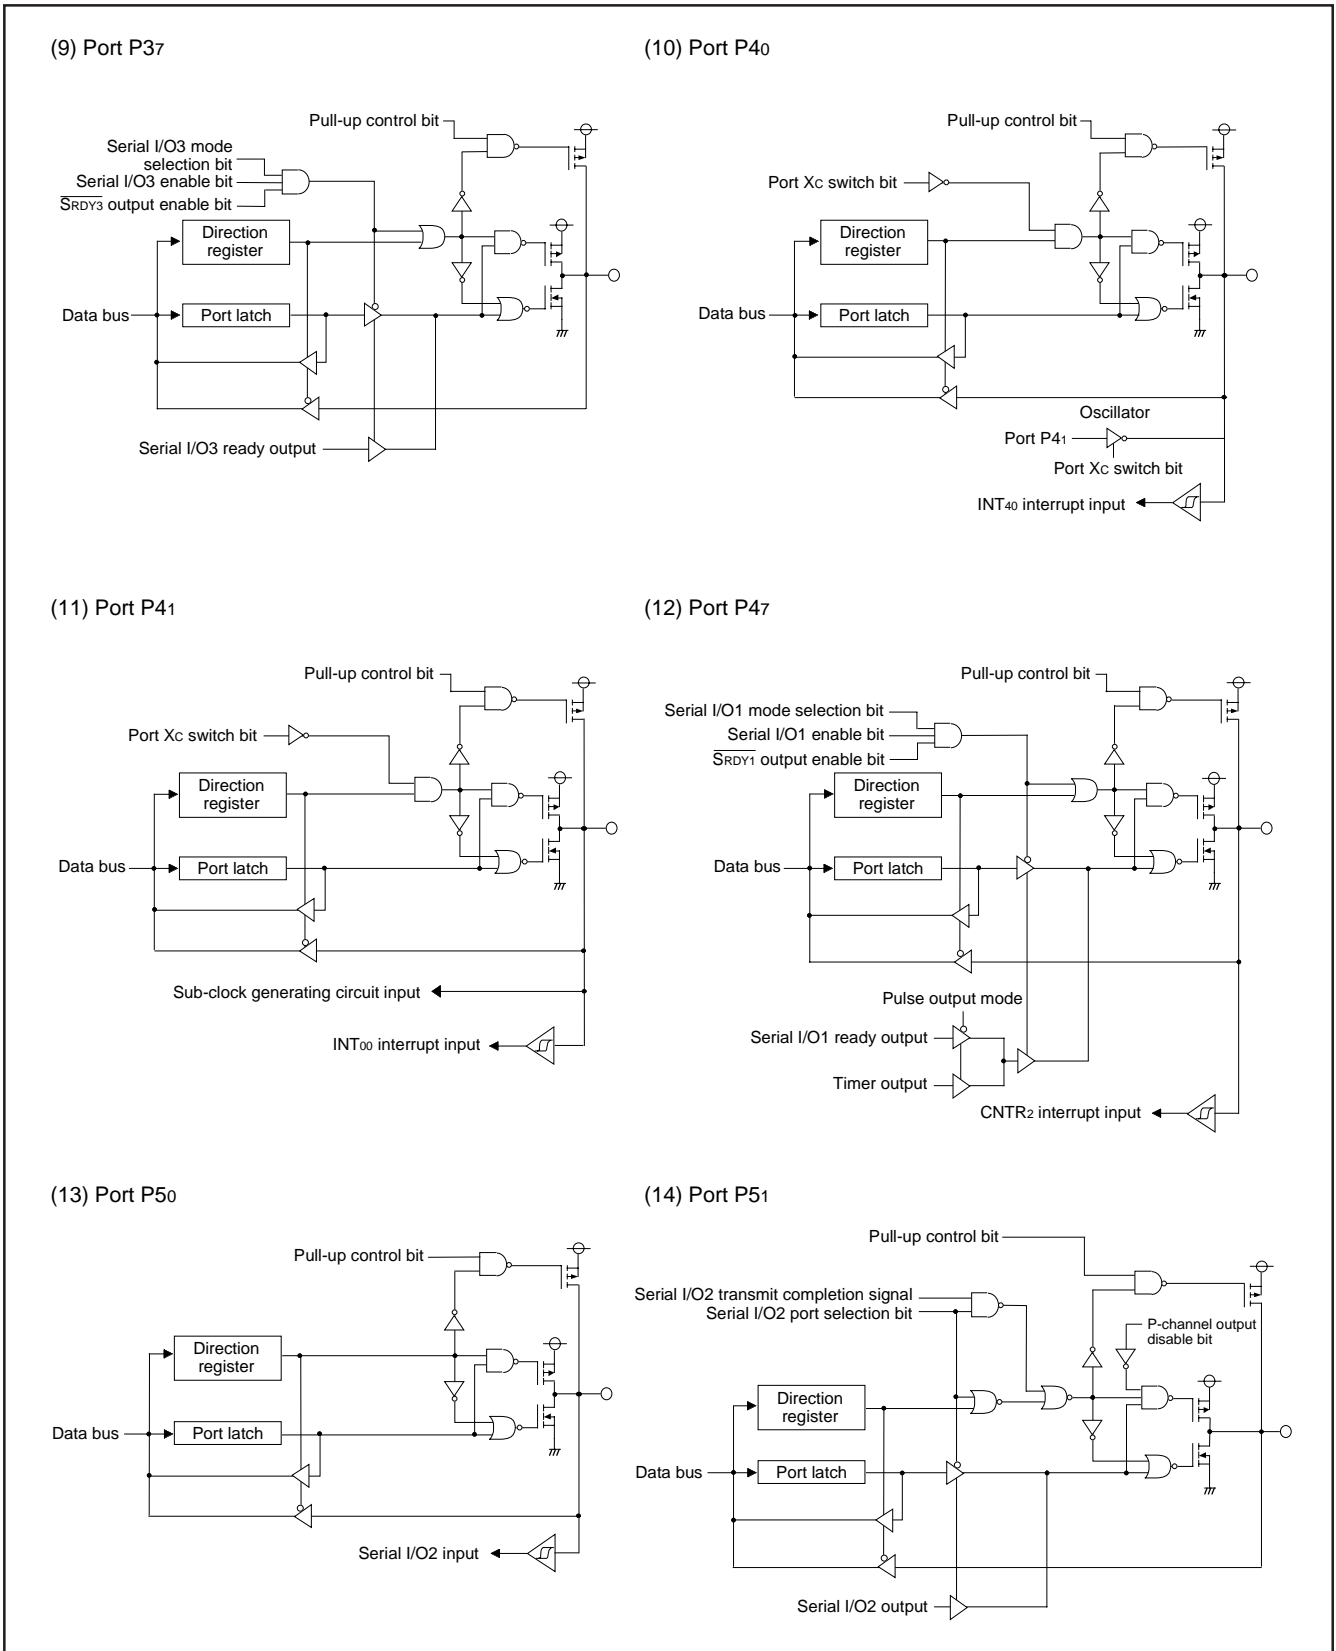 (9) Port P37
Pull-up control bit
Serial I/O3 mode
selection bit
Serial I/O3 enable bit
SRDY3 output enable bit
Direction
register
Data bus
Port latch
Serial I/O3 ready output
(10) Port P40
Pull-up control bit
Port XC switch bit
Direction
register
Data bus
Port latch
Oscillator
Port P41
Port XC switch bit
INT40 interrupt input
(11) Port P41
Pull-up control bit
Port XC switch bit
Direction
register
Data bus
Port latch
Sub-clock generating circuit input
INT00 interrupt input
(12) Port P47
Pull-up control bit
Serial I/O1 mode selection bit
Serial I/O1 enable bit
SRDY1 output enable bit
Direction
register
Data bus
Port latch
Pulse output mode
Serial I/O1 ready output
Timer output
CNTR2 interrupt input
(13) Port P50
Pull-up control bit
Direction
register
Data bus
Port latch
Serial I/O2 input
(14) Port P51
Pull-up control bit
Serial I/O2 transmit completion signal
Serial I/O2 port selection bit
P-channel output
disable bit
Direction
register
Data bus
Port latch
Serial I/O2 output